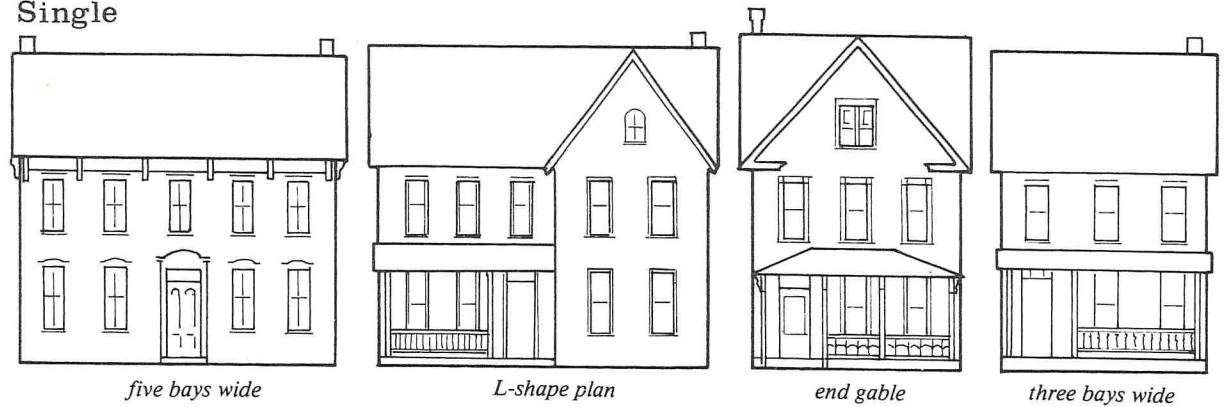 Single
five bays wide
L-shape plan
end gable
three bays wide